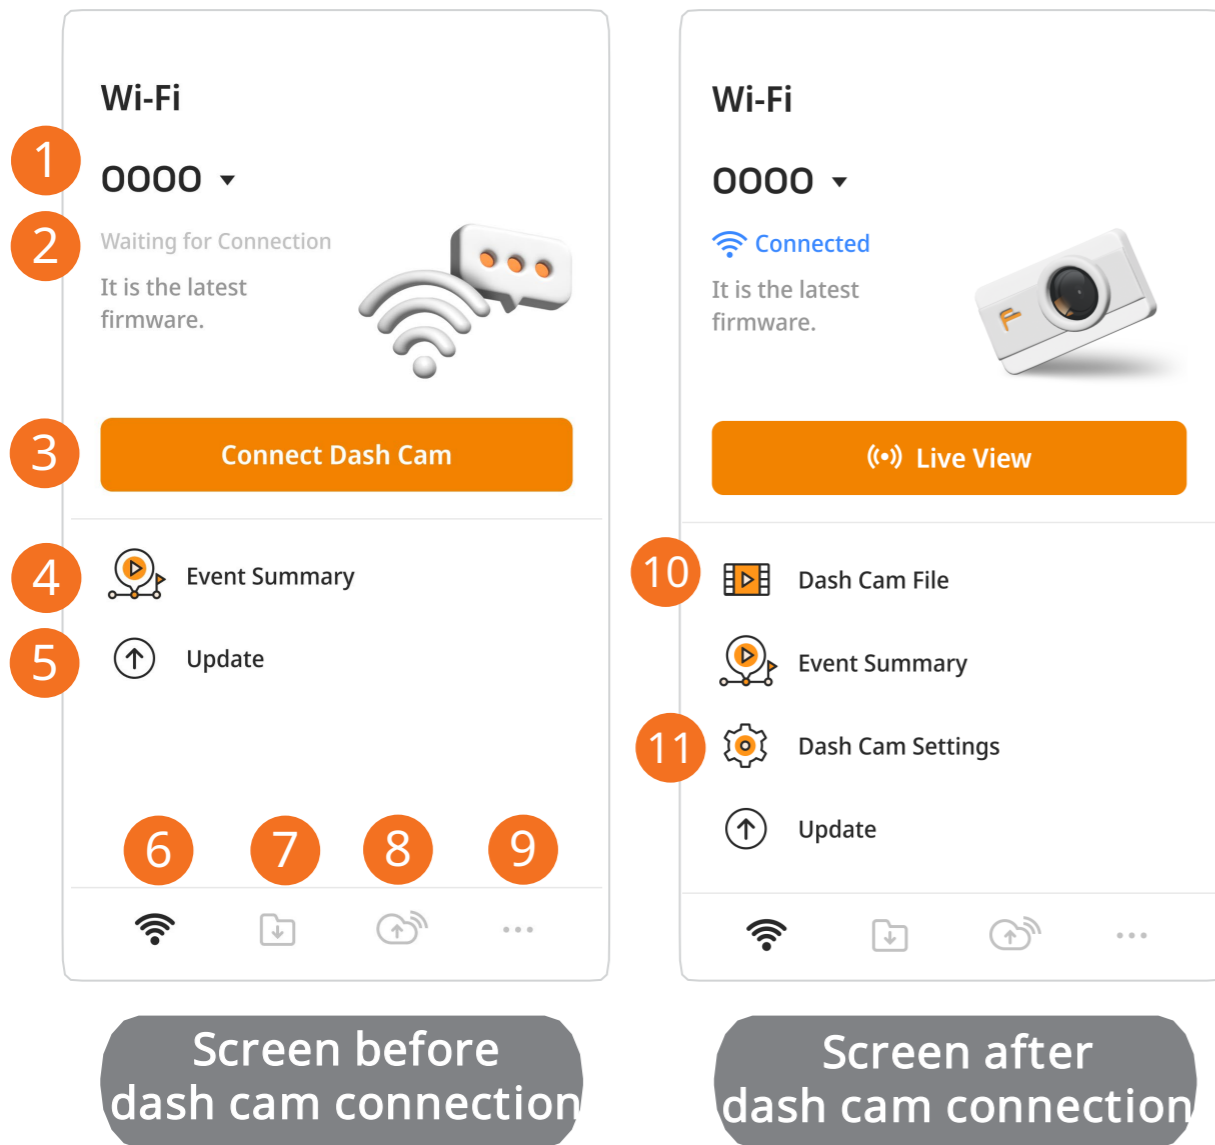 Wi-Fi
1
OOOO
2
Waiting for Connection
It is the latest
firmware.
3
Connect Dash Cam
4
Event Summary
5
Update
6 7 8 9
Screen before
dash cam connection
Wi-Fi
OOOO
Connected
It is the latest
firmware.
F
Live View
10
Dash Cam File
Event Summary
11
Dash Cam Settings
Update
Screen after
dash cam connection